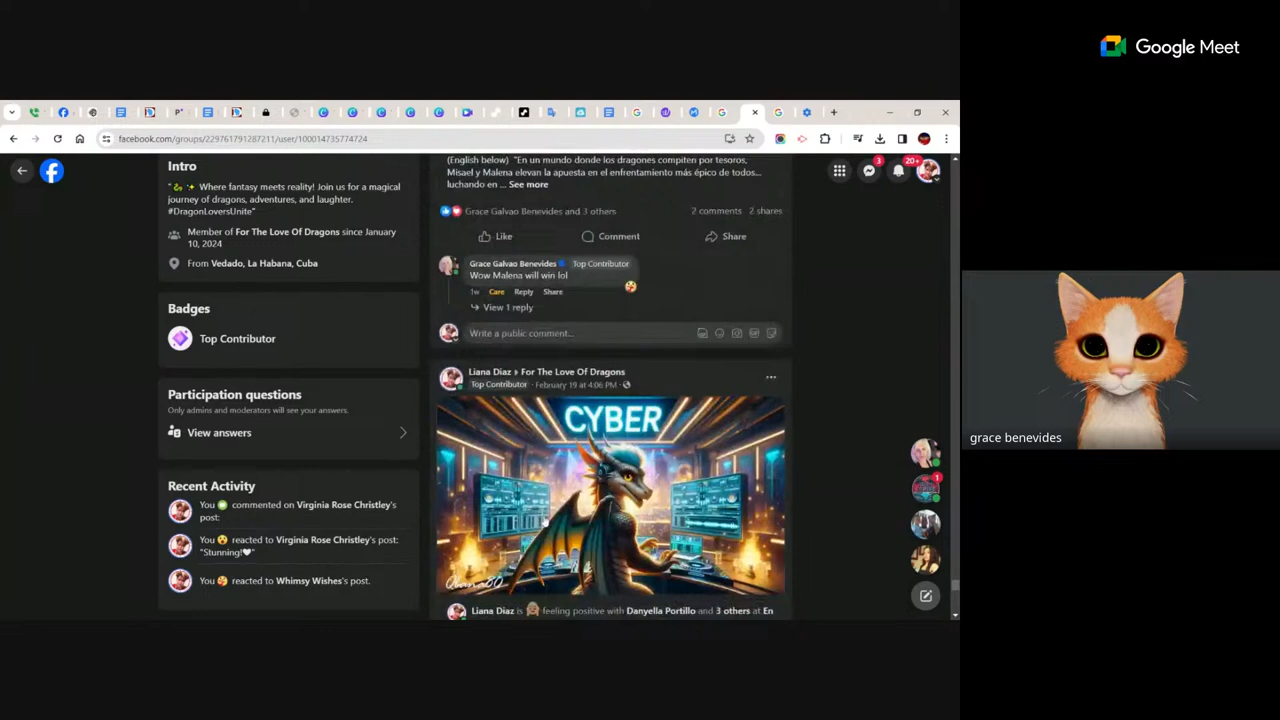 Google Meet
facebook.com/groups/229761791287211/user/100014735774724
3
20+
Intro
Where fantasy meets reality! Join us for a magical
journey of dragons, adventures, and laughter.
#DragonLoversUnite"
Member of For The Love Of Dragons since January
10, 2024
From Vedado, La Habana, Cuba
Badges
Top Contributor
Participation questions
Only admins and moderators will see your answers.
View answers
Recent Activity
You commented on Virginia Rose Christley's
post:
You reacted to Virginia Rose Christley's post:
"Stunning!
You reacted to Whimsy Wishes's post.
(English below) "En un mundo donde los dragones compiten por tesoros,
Misael y Malena elevan la apuesta en el enfrentamiento más épico de todos...
luchando en ... See more
Grace Galvao Benevides and 3 others
2 comments 2 shares
Like Comment Share
Grace Galvao Benevides Top Contributor
Wow Malena will win lol
1w Care Reply Share
View 1 reply
Write a public comment...
Liana Diaz For The Love Of Dragons
Top Contributor · February 19 at 4:06 PM ·
CYBER
Liana Diaz is feeling positive with Danyella Portillo and 3 others at En
1
grace benevides